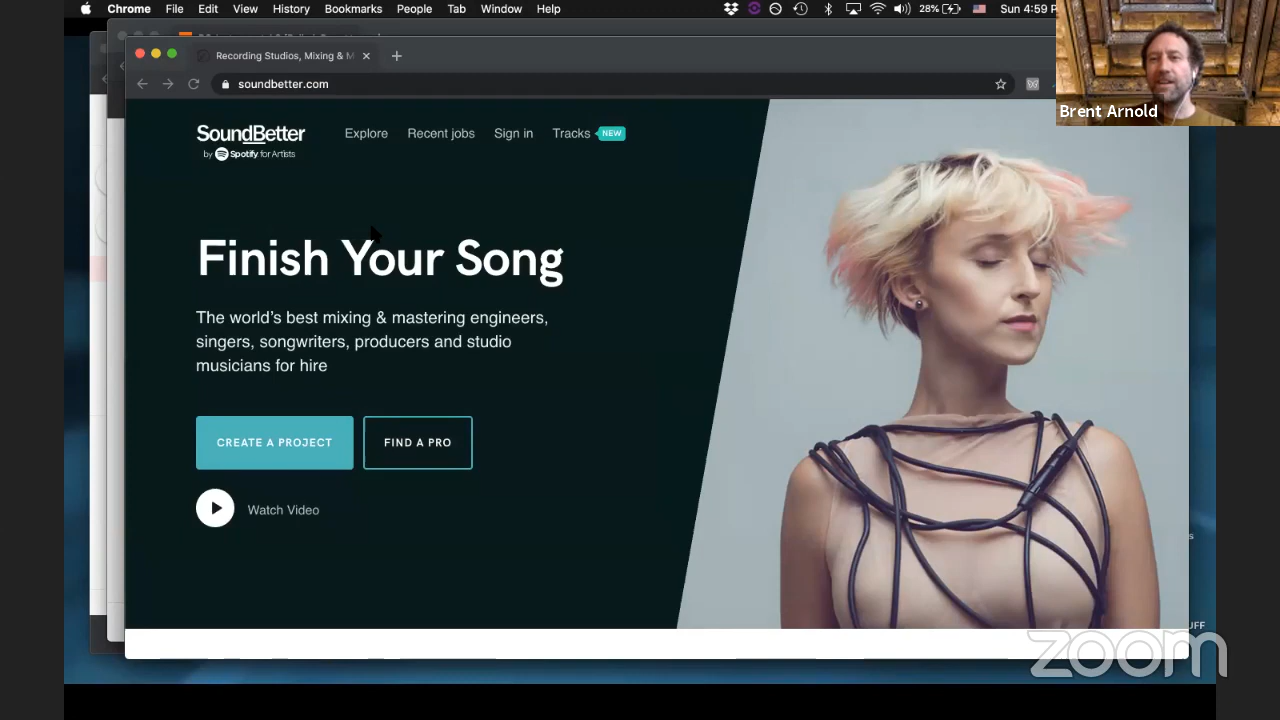 Chrome File Edit View History Bookmarks People Tab Window Help
28%
Sun 4:59 P
Recording Studios, Mixing & M
soundbetter.com
Brent Arnold
SoundBetter
by Spotify for Artists
Explore Recent jobs Sign in Tracks NEW
Finish Your Song
The world's best mixing & mastering engineers,
singers, songwriters, producers and studio
musicians for hire
CREATE A PROJECT FIND A PRO
Watch Video
s
UFF
zoom